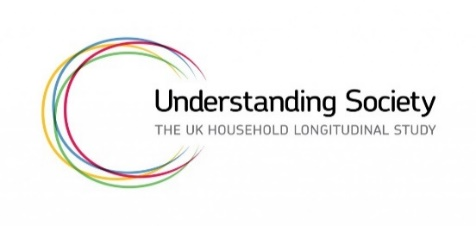 Understanding Society
THE UK HOUSEHOLD LONGITUDINAL STUDY